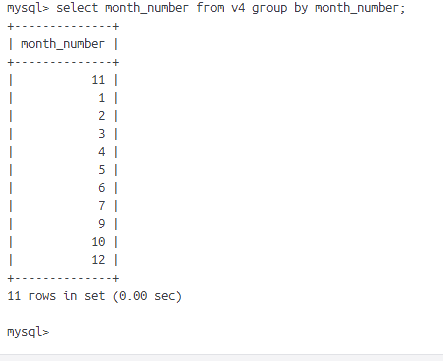 mysql> select month_number from v4 group by month_number;
+--------------+
| month_number |
+--------------+
|           11 |
|            1 |
|            2 |
|            3 |
|            4 |
|            5 |
|            6 |
|            7 |
|            9 |
|           10 |
|           12 |
+--------------+
11 rows in set (0.00 sec)
mysql>